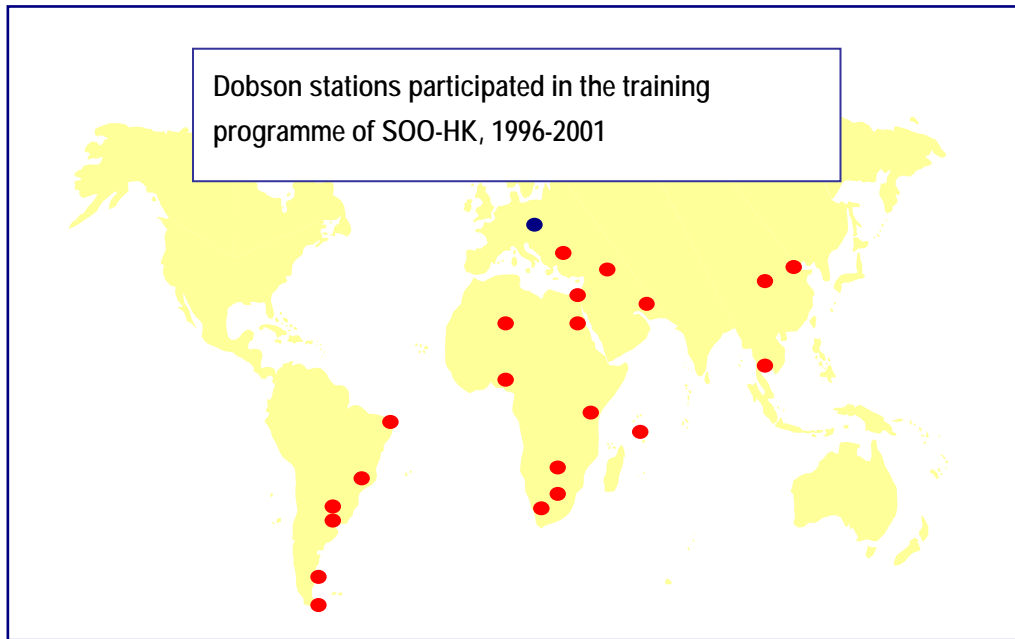 Dobson stations participated in the training
programme of SOO-HK, 1996-2001